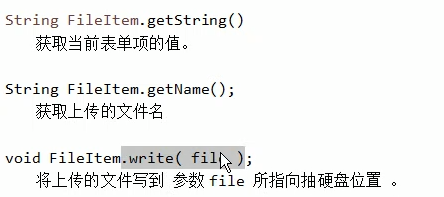 String FileItem.getString()
获取当前表单项的值。
String FileItem.getName();
获取上传的文件名
void FileItem.write( file );
将上传的文件写到 参数 file 所指向抽硬盘位置 。